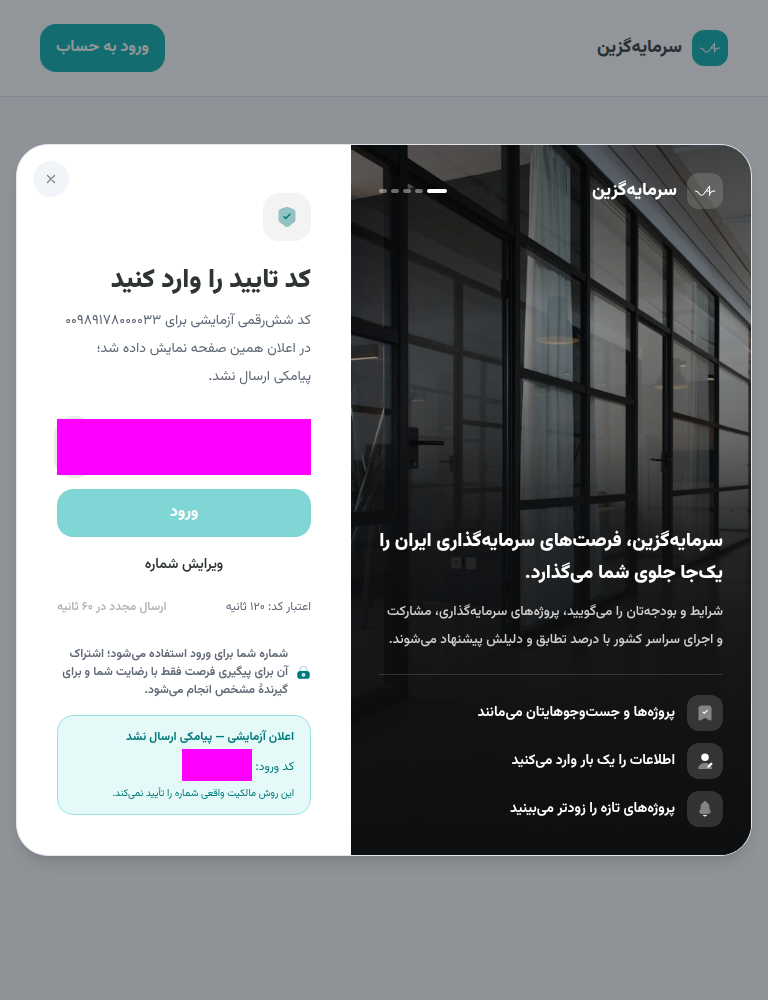 سرمایه‌گزین
ورود به حساب
سرمایه‌گزین
سرمایه‌گزین، فرصت‌های سرمایه‌گذاری ایران را
یک‌جا جلوی شما می‌گذارد.
شرایط و بودجه‌تان را می‌گویید، پروژه‌های سرمایه‌گذاری، مشارکت
و اجرای سراسر کشور با درصد تطابق و دلیلش پیشنهاد می‌شوند.
پروژه‌ها و جست‌وجوهایتان می‌مانند
اطلاعات را یک بار وارد می‌کنید
پروژه‌های تازه را زودتر می‌بینید
کد تایید را وارد کنید
کد شش‌رقمی آزمایشی برای ۰۰۹۸۹۱۷۸۰۰۰۰۳۳
در اعلان همین صفحه نمایش داده شد؛
پیامکی ارسال نشد.
ورود
ویرایش شماره
اعتبار کد: ۱۲۰ ثانیه
ارسال مجدد در ۶۰ ثانیه
شماره شما برای ورود استفاده می‌شود؛ اشتراک
آن برای پیگیری فرصت فقط با رضایت شما و برای
گیرندهٔ مشخص انجام می‌شود.
اعلان آزمایشی — پیامکی ارسال نشد
کد ورود:
این روش مالکیت واقعی شماره را تأیید نمی‌کند.